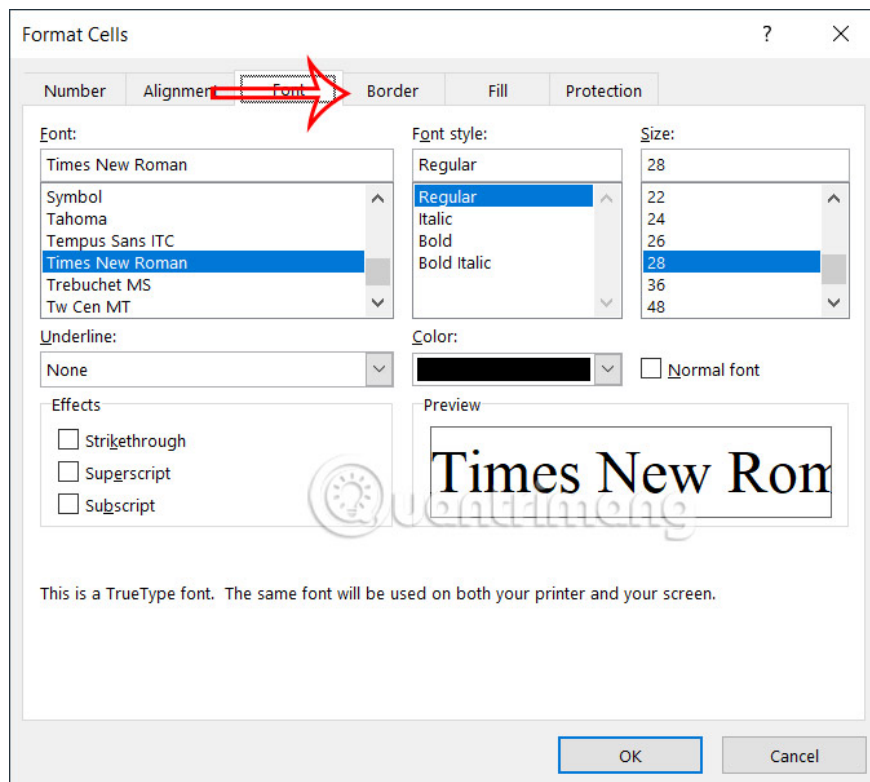 Format Cells
Number Alignment Font Border Fill Protection
Font: Font style: Size:
Times New Roman Regular 28
Symbol Regular 22
Tahoma Italic 24
Tempus Sans ITC Bold 26
Times New Roman Bold Italic 28
Trebuchet MS 36
Tw Cen MT 48
Underline: Color:
None Normal font
Effects Preview
Strikethrough
Superscript Times New Rom
Subscript
Quantrimang
This is a TrueType font. The same font will be used on both your printer and your screen.
OK Cancel